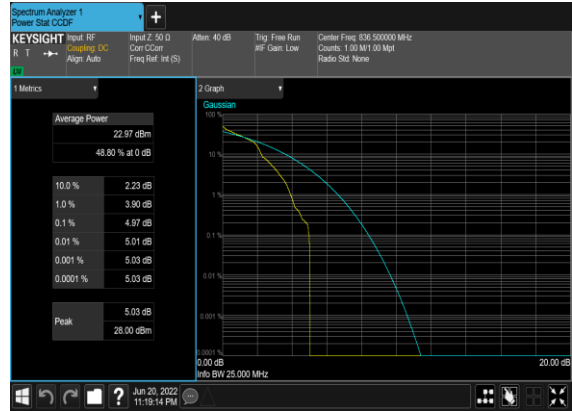 Spectrum Analyzer 1
Power Stat CCDF
KEYSIGHT
R T
LW
Input: RF
Coupling: DC
Align: Auto
Input Z: 50 Ω
Corr CCorr
Freq Ref: Int (S)
Atten: 40 dB
Trig: Free Run
#IF Gain: Low
Center Freq: 836.500000 MHz
Counts: 1.00 M/1.00 Mpt
Radio Std: None
1 Metrics
Average Power
22.97 dBm
48.80 % at 0 dB
10.0 % 2.23 dB
1.0 % 3.90 dB
0.1 % 4.97 dB
0.01 % 5.01 dB
0.001 % 5.03 dB
0.0001 % 5.03 dB
Peak
5.03 dB
28.00 dBm
2 Graph
Gaussian
100 %
10 %
1 %
0.1 %
0.01 %
0.001 %
0.0001 %
0.00 dB
20.00 dB
Info BW 25.000 MHz
?
Jun 20, 2022
11:19:14 PM